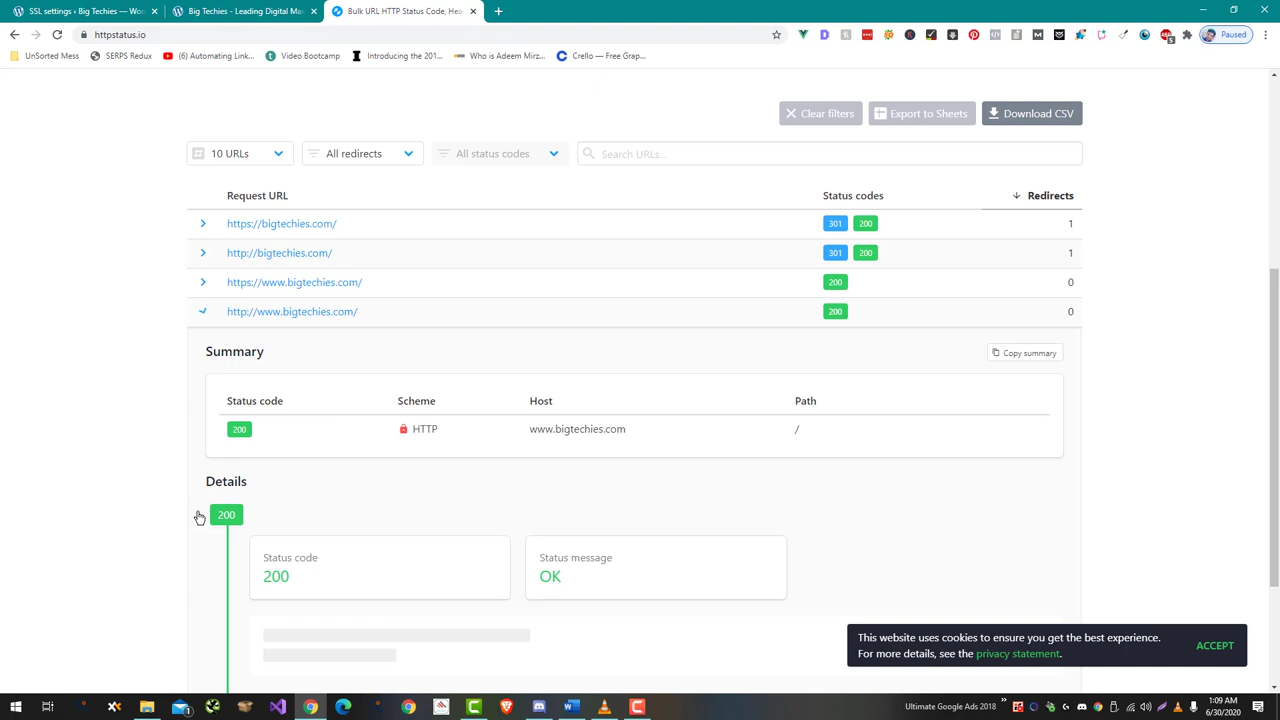 SSL settings ‹ Big Techies — Wor
Big Techies - Leading Digital Mar
Bulk URL HTTP Status Code, Hea
httpstatus.io
Paused
UnSorted Mess
SERPS Redux
(6) Automating Link...
Video Bootcamp
Introducing the 201...
Who is Adeem Mirz...
Crello — Free Grap...
Clear filters
Export to Sheets
Download CSV
10 URLs
All redirects
All status codes
Search URLs...
Request URL Status codes Redirects
https://bigtechies.com/ 301 200 1
http://bigtechies.com/ 301 200 1
https://www.bigtechies.com/ 200 0
http://www.bigtechies.com/ 200 0
Summary
Copy summary
Status code Scheme Host Path
200 HTTP www.bigtechies.com /
Details
200
Status code Status message
200 OK
This website uses cookies to ensure you get the best experience.
For more details, see the privacy statement.
ACCEPT
Ultimate Google Ads 2018
1:09 AM
6/30/2020